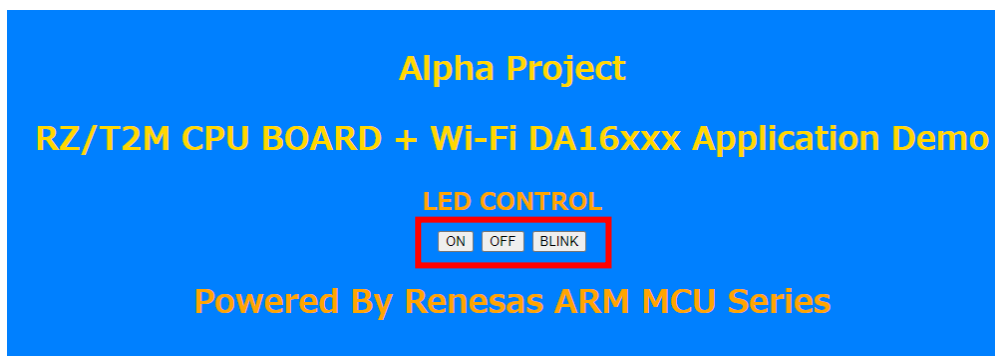 Alpha Project
RZ/T2M CPU BOARD + Wi-Fi DA16xxx Application Demo
LED CONTROL
ON OFF BLINK
Powered By Renesas ARM MCU Series